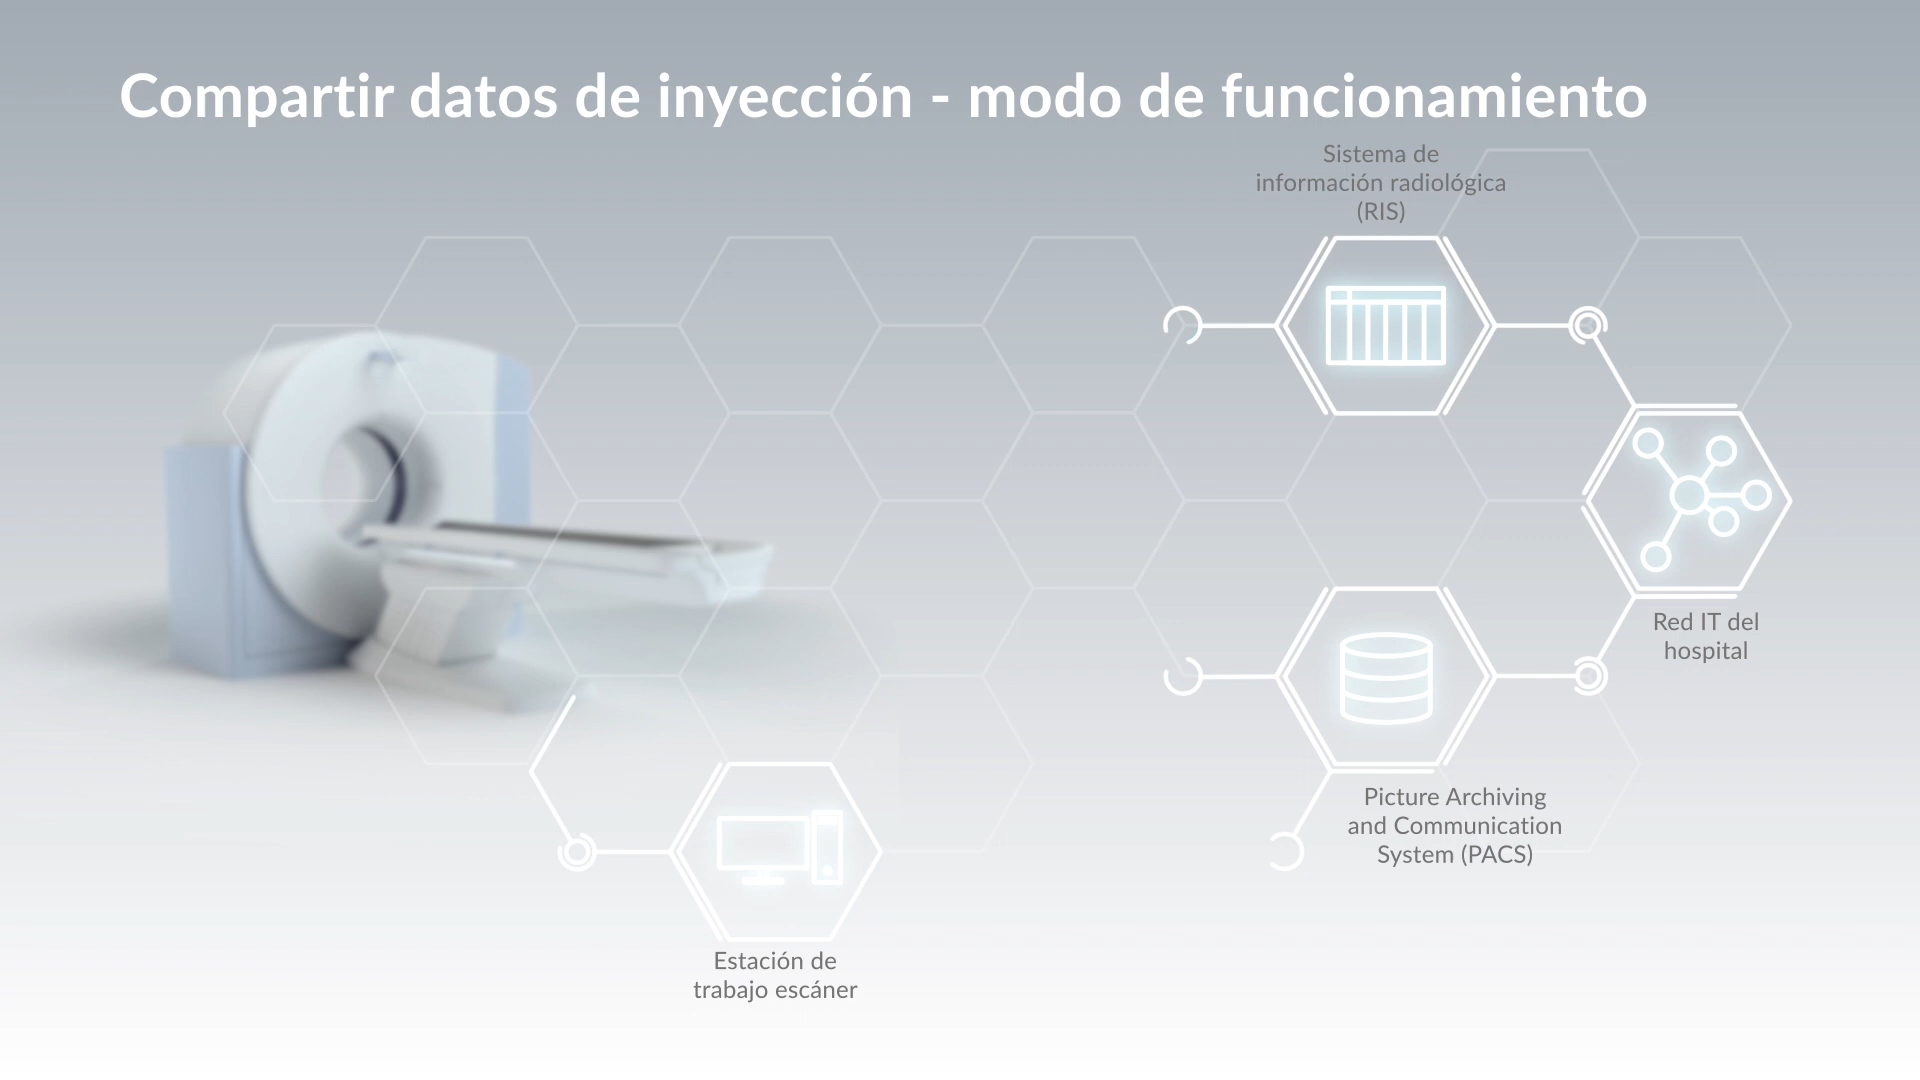 Compartir datos de inyección - modo de funcionamiento
Sistema de
información radiológica
(RIS)
Red IT del
hospital
Picture Archiving
and Communication
System (PACS)
Estación de
trabajo escáner